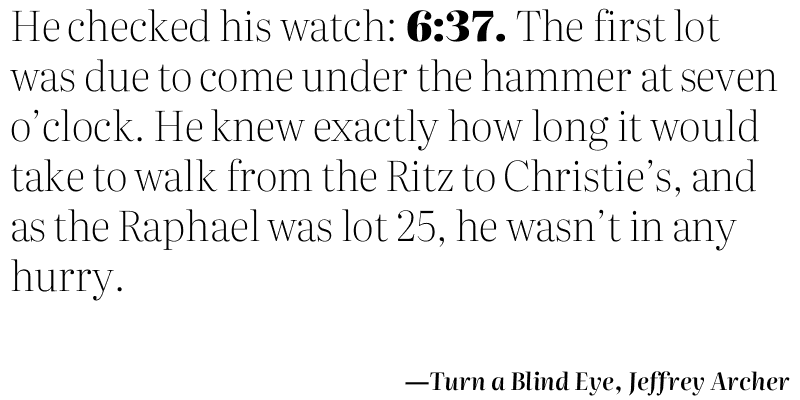 He checked his watch: 6:37. The first lot
was due to come under the hammer at seven
o’clock. He knew exactly how long it would
take to walk from the Ritz to Christie’s, and
as the Raphael was lot 25, he wasn’t in any
hurry.
—Turn a Blind Eye, Jeffrey Archer